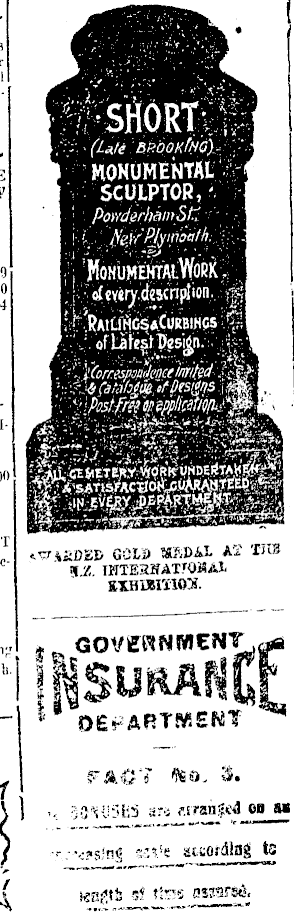 SHORT
(Late BROOKING)
MONUMENTAL
SCULPTOR,
Powderham St.,
New Plymouth.
MONUMENTAL WORK
of every description.
RAILINGS & CURBINGS
of Latest Design.
Correspondence Invited
& Catalogue of Designs
Post Free on application.
ALL CEMETERY WORK UNDERTAKEN
& SATISFACTION GUARANTEED
IN EVERY DEPARTMENT
AWARDED GOLD MEDAL AT THE
N.Z. INTERNATIONAL
EXHIBITION.
GOVERNMENT
INSURANCE
DEPARTMENT
FACT No. 3.
BONUSES are arranged on an
increasing scale according to
length of time assured.